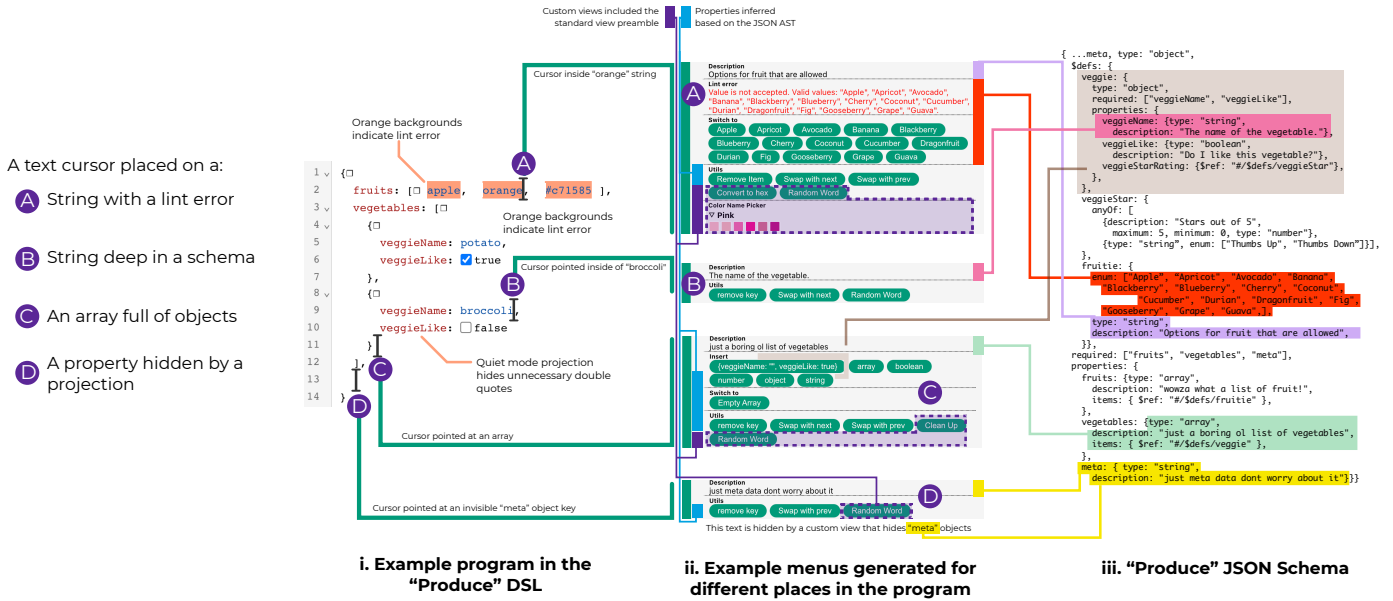 Custom views included the
standard view preamble
Properties inferred
based on the JSON AST
A text cursor placed on a:
A String with a lint error
B String deep in a schema
C An array full of objects
D A property hidden by a
projection
Cursor inside "orange" string
Orange backgrounds
indicate lint error
A
1 {
2 fruits: [ apple, orange, #c71585 ],
3 vegetables: [
4 {
5 veggieName: potato,
6 veggieLike: true
7 },
8 {
9 veggieName: broccoli,
10 veggieLike: false
11 }
12 ],
13
14 }
Orange backgrounds
indicate lint error
Cursor pointed inside of "broccoli"
B
Quiet mode projection
hides unnecessary double
quotes
C
D
Cursor pointed at an array
Cursor pointed at an invisible "meta" object key
i. Example program in the
"Produce" DSL
A
Description
Options for fruit that are allowed
Lint error
Value is not accepted. Valid values: "Apple", "Apricot", "Avocado",
"Banana", "Blackberry", "Blueberry", "Cherry", "Coconut", "Cucumber",
"Durian", "Dragonfruit", "Fig", "Gooseberry", "Grape", "Guava".
Switch to
Apple Apricot Avocado Banana Blackberry
Blueberry Cherry Coconut Cucumber Dragonfruit
Durian Fig Gooseberry Grape Guava
Utils
Remove Item Swap with next Swap with prev
Convert to hex Random Word
Color Name Picker
▽ Pink
B
Description
The name of the vegetable.
Utils
remove key Swap with next Random Word
Description
just a boring ol list of vegetables
Insert
{veggieName: "", veggieLike: true} array boolean
number object string
C
Switch to
Empty Array
Utils
remove key Swap with next Swap with prev Clean Up
Random Word
Description
just meta data dont worry about it
Utils
remove key Swap with prev Random Word
D
This text is hidden by a custom view that hides "meta" objects
ii. Example menus generated for
different places in the program
{ ...meta, type: "object",
$defs: {
veggie: {
type: "object",
required: ["veggieName", "veggieLike"],
properties: {
veggieName: {type: "string",
description: "The name of the vegetable."},
veggieLike: {type: "boolean",
description: "Do I like this vegetable?"},
veggieStarRating: {$ref: "#/$defs/veggieStar"},
},
},
veggieStar: {
anyOf: [
{description: "Stars out of 5",
maximum: 5, minimum: 0, type: "number"},
{type: "string", enum: ["Thumbs Up", "Thumbs Down"]}],
},
fruitie: {
enum: ["Apple", "Apricot", "Avocado", "Banana",
"Blackberry", "Blueberry", "Cherry", "Coconut",
"Cucumber", "Durian", "Dragonfruit", "Fig",
"Gooseberry", "Grape", "Guava",],
type: "string",
description: "Options for fruit that are allowed",
}},
required: ["fruits", "vegetables", "meta"],
properties: {
fruits: {type: "array",
description: "wowza what a list of fruit!",
items: { $ref: "#/$defs/fruitie" },
},
vegetables: {type: "array",
description: "just a boring ol list of vegetables",
items: { $ref: "#/$defs/veggie" },
},
meta: { type: "string",
description: "just meta data dont worry about it"}}}
iii. "Produce" JSON Schema